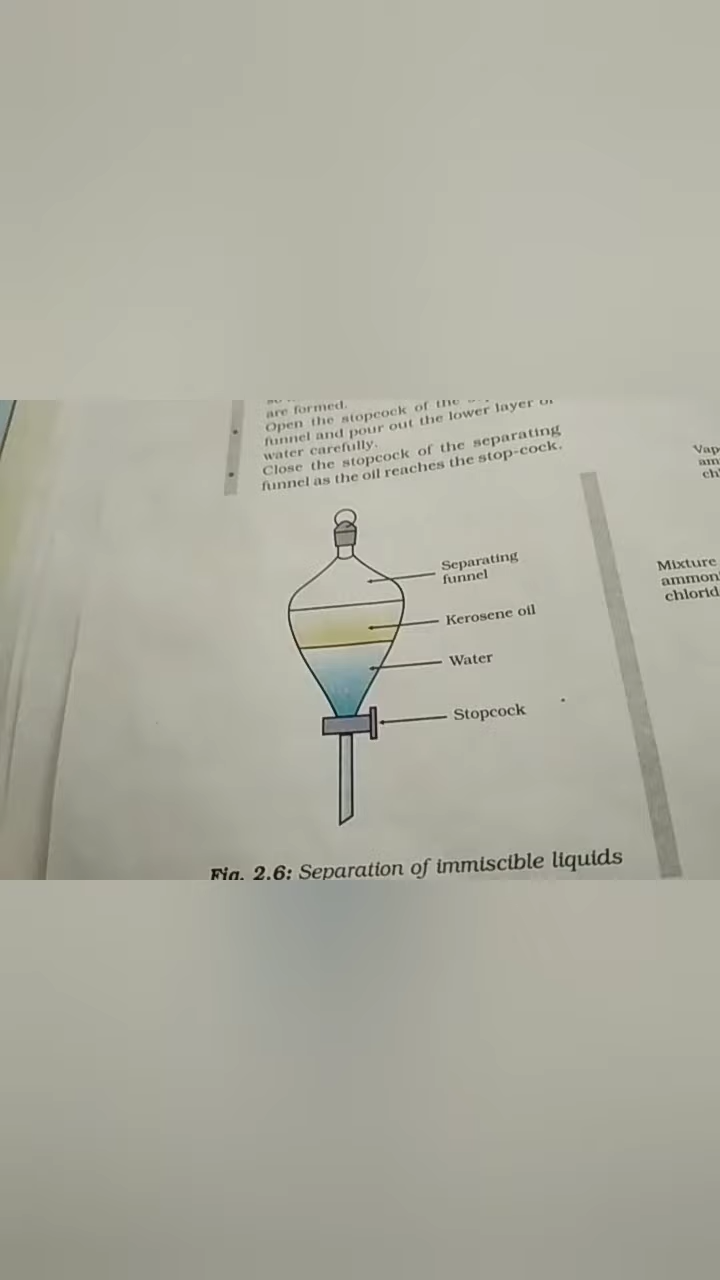 are formed.
Open the stopcock of the
funnel and pour out the lower layer of
water carefully.
Close the stopcock of the separating
funnel as the oil reaches the stop-cock.
Separating
funnel
Kerosene oil
Water
Stopcock
Fig. 2.6: Separation of immiscible liquids
Mixture